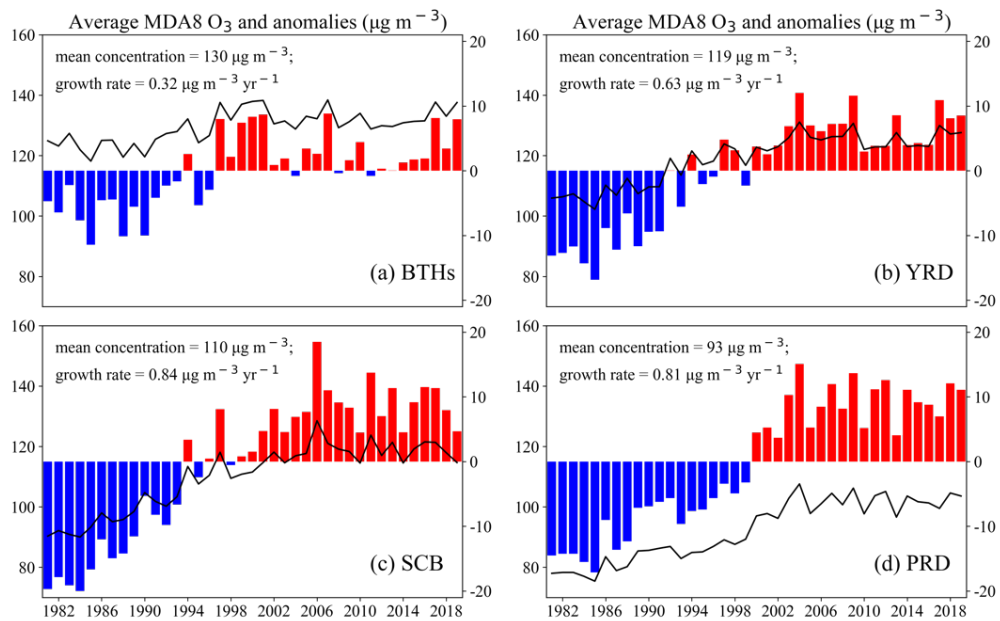 Average MDA8 O₃ and anomalies (μg m⁻³)
160
140
120
100
80
20
10
0
-10
-20
mean concentration = 130 μg m⁻³;
growth rate = 0.32 μg m⁻³ yr⁻¹
(a) BTHs
Average MDA8 O₃ and anomalies (μg m⁻³)
160
140
120
100
80
20
10
0
-10
-20
mean concentration = 119 μg m⁻³;
growth rate = 0.63 μg m⁻³ yr⁻¹
(b) YRD
160
140
120
100
80
20
10
0
-10
-20
mean concentration = 110 μg m⁻³;
growth rate = 0.84 μg m⁻³ yr⁻¹
(c) SCB
1982 1986 1990 1994 1998 2002 2006 2010 2014 2018
160
140
120
100
80
20
10
0
-10
-20
mean concentration = 93 μg m⁻³;
growth rate = 0.81 μg m⁻³ yr⁻¹
(d) PRD
1982 1986 1990 1994 1998 2002 2006 2010 2014 2018